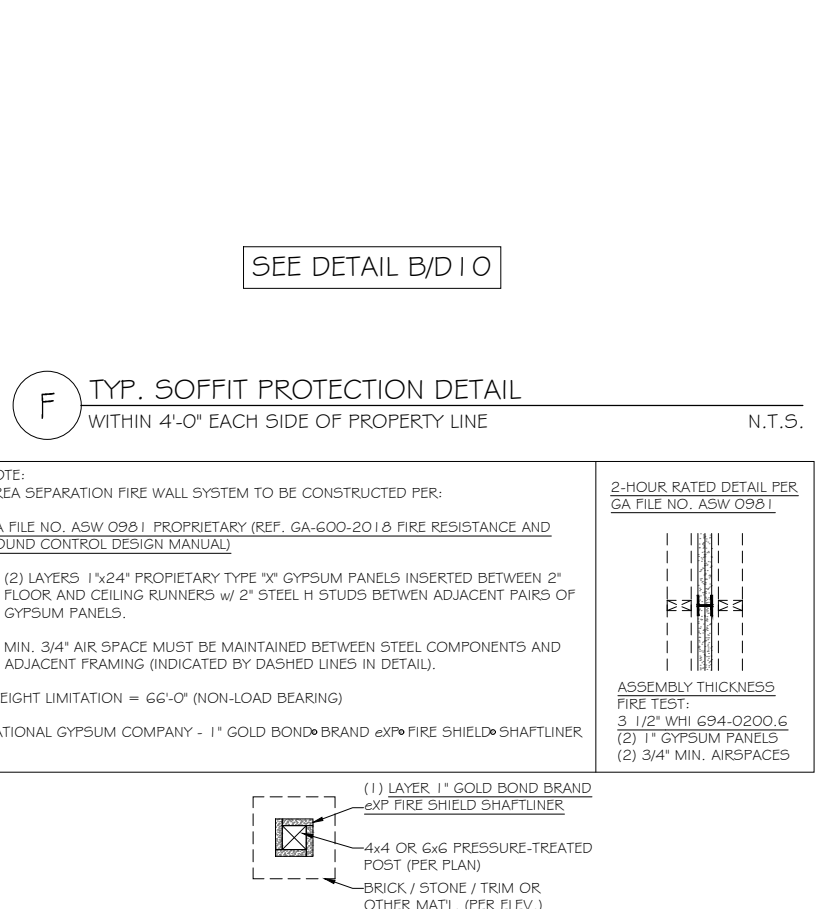 SEE DETAIL B/D10
F
TYP. SOFFIT PROTECTION DETAIL
WITHIN 4'-0" EACH SIDE OF PROPERTY LINE
N.T.S.
OTE:
REA SEPARATION FIRE WALL SYSTEM TO BE CONSTRUCTED PER:
A FILE NO. ASW 0981 PROPRIETARY (REF. GA-600-2018 FIRE RESISTANCE AND
OUND CONTROL DESIGN MANUAL)
(2) LAYERS 1"x24" PROPIETARY TYPE "X" GYPSUM PANELS INSERTED BETWEEN 2"
FLOOR AND CEILING RUNNERS w/ 2" STEEL H STUDS BETWEN ADJACENT PAIRS OF
GYPSUM PANELS.
MIN. 3/4" AIR SPACE MUST BE MAINTAINED BETWEEN STEEL COMPONENTS AND
ADJACENT FRAMING (INDICATED BY DASHED LINES IN DETAIL).
EIGHT LIMITATION = 66'-0" (NON-LOAD BEARING)
ATIONAL GYPSUM COMPANY - 1" GOLD BOND® BRAND eXP® FIRE SHIELD® SHAFTLINER
2-HOUR RATED DETAIL PER
GA FILE NO. ASW 0981
ASSEMBLY THICKNESS
FIRE TEST:
3 1/2" WHI 694-0200.6
(2) 1" GYPSUM PANELS
(2) 3/4" MIN. AIRSPACES
(1) LAYER 1" GOLD BOND BRAND
eXP FIRE SHIELD SHAFTLINER
4x4 OR 6x6 PRESSURE-TREATED
POST (PER PLAN)
BRICK / STONE / TRIM OR
OTHER MAT'L. (PER ELEV.)